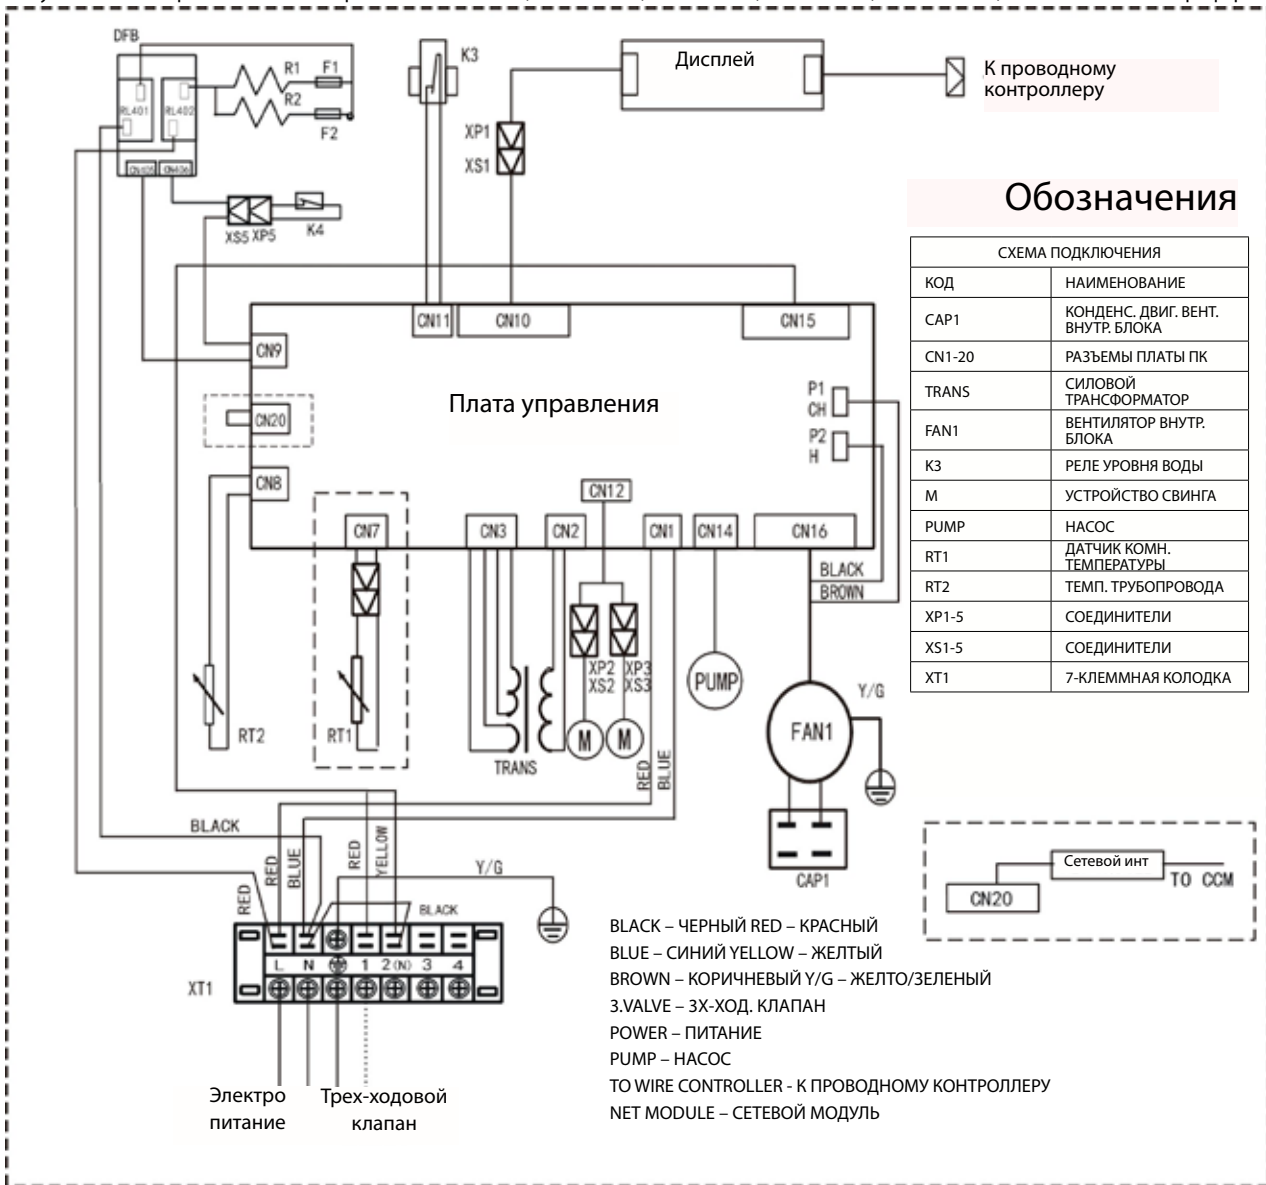 DFB
R1
F1
R2
F2
RL401
RL402
CN405
CN406
XS5 XP5
K4
K3
XP1
XS1
Дисплей
К проводному
контроллеру
Обозначения
СХЕМА ПОДКЛЮЧЕНИЯ
КОД НАИМЕНОВАНИЕ
CAP1 КОНДЕНС. ДВИГ. ВЕНТ.
ВНУТР. БЛОКА
CN1-20 РАЗЪЕМЫ ПЛАТЫ ПК
TRANS СИЛОВОЙ
ТРАНСФОРМАТОР
FAN1 ВЕНТИЛЯТОР ВНУТР.
БЛОКА
К3 РЕЛЕ УРОВНЯ ВОДЫ
М УСТРОЙСТВО СВИНГА
PUMP НАСОС
RT1 ДАТЧИК КОМН.
ТЕМПЕРАТУРЫ
RT2 ТЕМП. ТРУБОПРОВОДА
XP1-5 СОЕДИНИТЕЛИ
XS1-5 СОЕДИНИТЕЛИ
XT1 7-КЛЕММНАЯ КОЛОДКА
CN11
CN10
CN15
CN9
CN20
CN8
Плата управления
P1
CH
P2
H
CN12
CN7
CN3
CN2
CN1
CN14
CN16
BLACK
BROWN
RT2
RT1
TRANS
XP2
XS2
XP3
XS3
M
M
PUMP
RED
BLUE
FAN1
Y/G
CAP1
BLACK
RED
RED
BLUE
RED
YELLOW
Y/G
BLACK
XT1
L N 1 2(N) 3 4
Электро
питание
Трех-ходовой
клапан
Сетевой инт
CN20
TO CCM
BLACK – ЧЕРНЫЙ RED – КРАСНЫЙ
BLUE – СИНИЙ YELLOW – ЖЕЛТЫЙ
BROWN – КОРИЧНЕВЫЙ Y/G – ЖЕЛТО/ЗЕЛЕНЫЙ
3.VALVE – 3Х-ХОД. КЛАПАН
POWER – ПИТАНИЕ
PUMP – НАСОС
TO WIRE CONTROLLER - К ПРОВОДНОМУ КОНТРОЛЛЕРУ
NET MODULE – СЕТЕВОЙ МОДУЛЬ